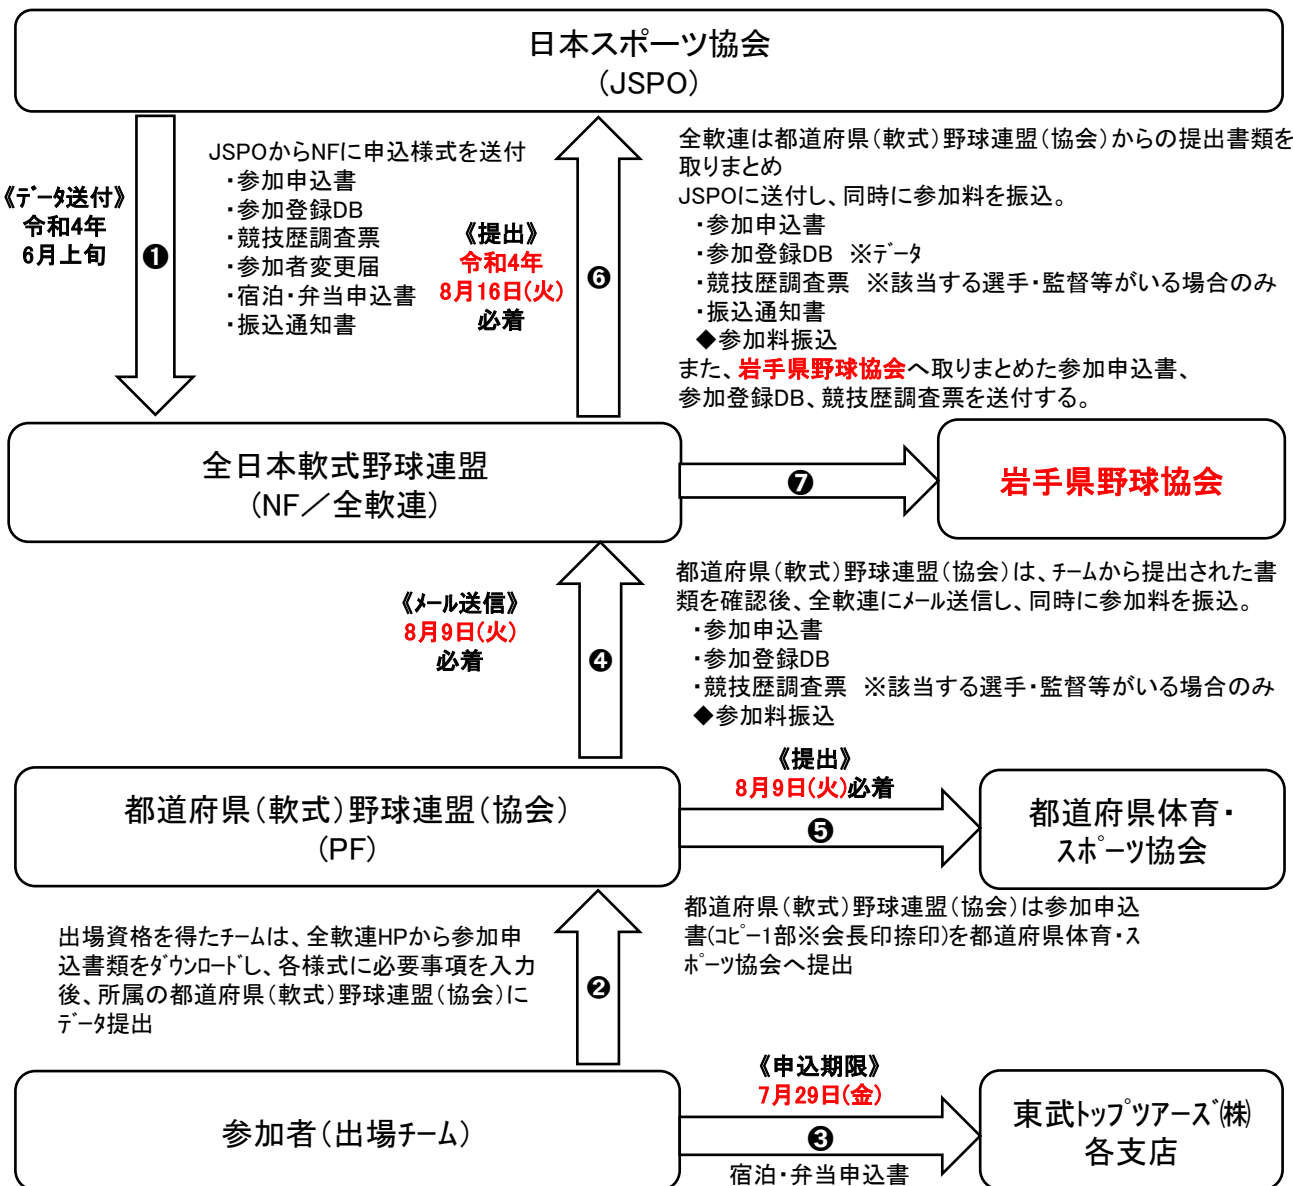 日本スポーツ協会
(JSPO)
《ﾃﾞｰﾀ送付》
令和4年
6月上旬
❶
JSPOからNFに申込様式を送付
・参加申込書
・参加登録DB
・競技歴調査票
・参加者変更届
・宿泊・弁当申込書
・振込通知書
《提出》
令和4年
8月16日(火)
必着
❻
全軟連は都道府県(軟式)野球連盟(協会)からの提出書類を
取りまとめ
JSPOに送付し、同時に参加料を振込。
・参加申込書
・参加登録DB ※ﾃﾞｰﾀ
・競技歴調査票 ※該当する選手・監督等がいる場合のみ
・振込通知書
◆参加料振込
また、岩手県野球協会へ取りまとめた参加申込書、
参加登録DB、競技歴調査票を送付する。
全日本軟式野球連盟
(NF／全軟連)
❼
岩手県野球協会
《ﾒｰﾙ送信》
8月9日(火)
必着
❹
都道府県(軟式)野球連盟(協会)は、ﾁｰﾑから提出された書
類を確認後、全軟連にﾒｰﾙ送信し、同時に参加料を振込。
・参加申込書
・参加登録DB
・競技歴調査票 ※該当する選手・監督等がいる場合のみ
◆参加料振込
都道府県(軟式)野球連盟(協会)
(PF)
《提出》
8月9日(火)必着
❺
都道府県体育・
ｽﾎﾟｰﾂ協会
出場資格を得たﾁｰﾑは、全軟連HPから参加申
込書類をﾀﾞｳﾝﾛｰﾄﾞし、各様式に必要事項を入力
後、所属の都道府県(軟式)野球連盟(協会)に
ﾃﾞｰﾀ提出
❷
都道府県(軟式)野球連盟(協会)は参加申込
書(ｺﾋﾟｰ1部※会長印捺印)を都道府県体育・ｽ
ﾎﾟｰﾂ協会へ提出
参加者(出場ﾁｰﾑ)
《申込期限》
7月29日(金)
❸
宿泊・弁当申込書
東武ﾄｯﾌﾟﾂｱｰｽﾞ㈱
各支店